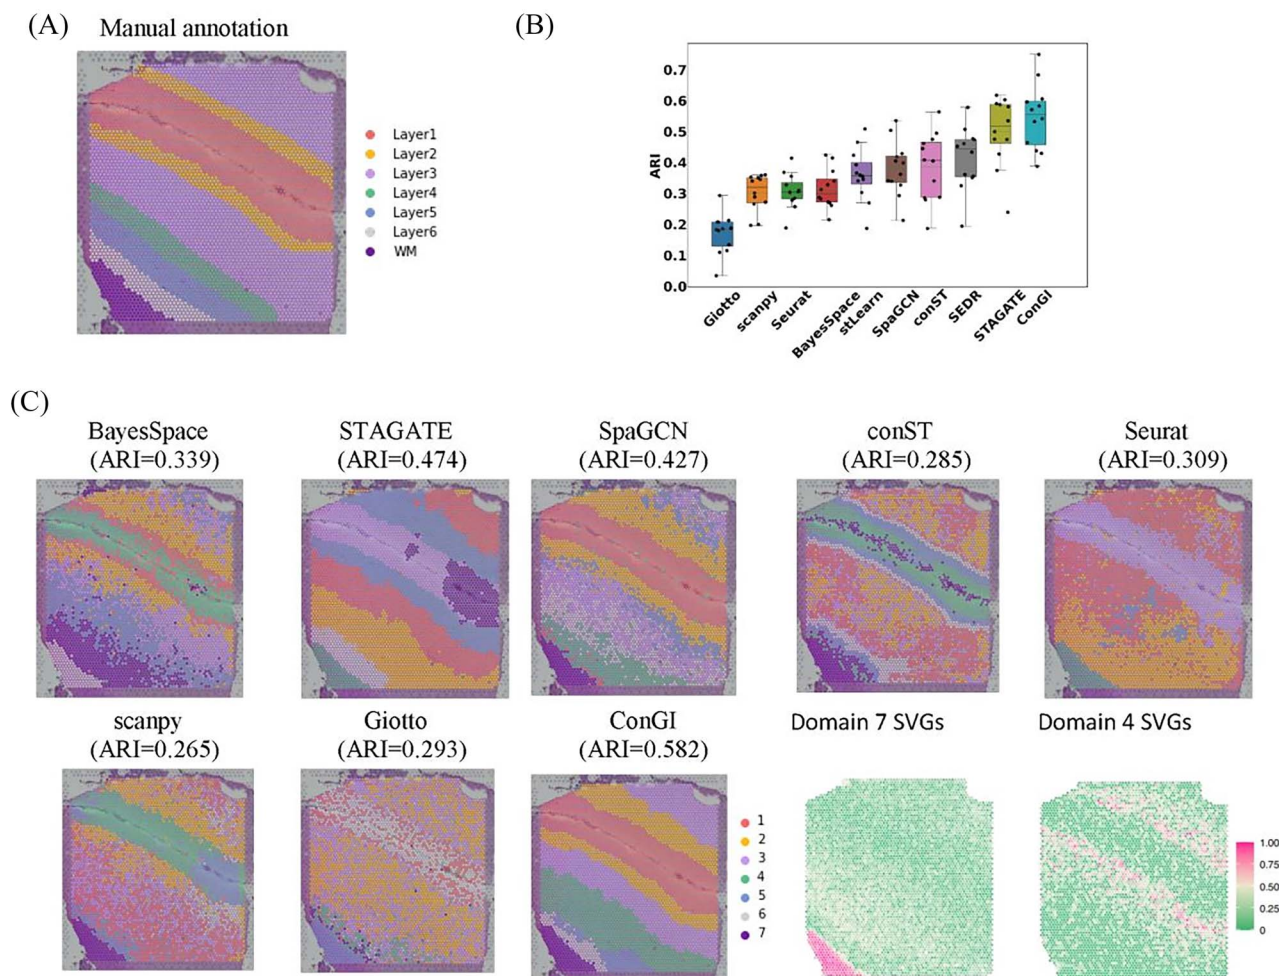 (A)
Manual annotation
Layer1
Layer2
Layer3
Layer4
Layer5
Layer6
WM
(B)
ARI
0.7
0.6
0.5
0.4
0.3
0.2
0.1
0.0
Giotto
scanpy
Seurat
BayesSpace
stLearn
SpaGCN
conST
SEDR
STAGATE
ConGI
(C)
BayesSpace
(ARI=0.339)
STAGATE
(ARI=0.474)
SpaGCN
(ARI=0.427)
conST
(ARI=0.285)
Seurat
(ARI=0.309)
scanpy
(ARI=0.265)
Giotto
(ARI=0.293)
ConGI
(ARI=0.582)
1
2
3
4
5
6
7
Domain 7 SVGs
Domain 4 SVGs
1.00
0.75
0.50
0.25
0